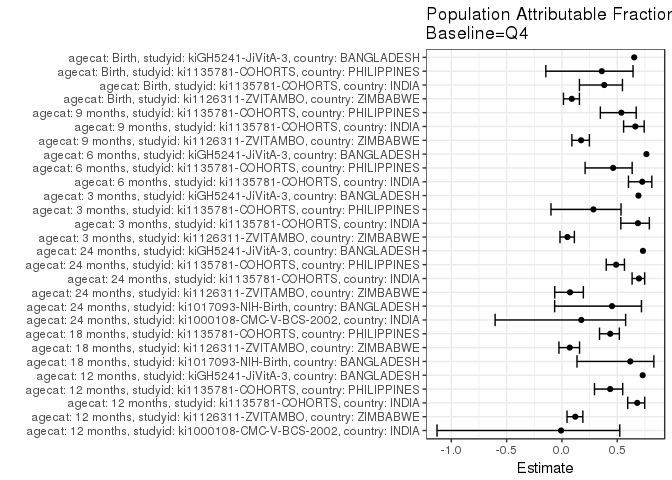 Population Attributable Fraction
Baseline=Q4
agecat: Birth, studyid: kiGH5241-JiVitA-3, country: BANGLADESH
agecat: Birth, studyid: ki1135781-COHORTS, country: PHILIPPINES
agecat: Birth, studyid: ki1135781-COHORTS, country: INDIA
agecat: Birth, studyid: ki1126311-ZVITAMBO, country: ZIMBABWE
agecat: 9 months, studyid: ki1135781-COHORTS, country: PHILIPPINES
agecat: 9 months, studyid: ki1135781-COHORTS, country: INDIA
agecat: 9 months, studyid: ki1126311-ZVITAMBO, country: ZIMBABWE
agecat: 6 months, studyid: kiGH5241-JiVitA-3, country: BANGLADESH
agecat: 6 months, studyid: ki1135781-COHORTS, country: PHILIPPINES
agecat: 6 months, studyid: ki1135781-COHORTS, country: INDIA
agecat: 3 months, studyid: kiGH5241-JiVitA-3, country: BANGLADESH
agecat: 3 months, studyid: ki1135781-COHORTS, country: PHILIPPINES
agecat: 3 months, studyid: ki1135781-COHORTS, country: INDIA
agecat: 3 months, studyid: ki1126311-ZVITAMBO, country: ZIMBABWE
agecat: 24 months, studyid: kiGH5241-JiVitA-3, country: BANGLADESH
agecat: 24 months, studyid: ki1135781-COHORTS, country: PHILIPPINES
agecat: 24 months, studyid: ki1135781-COHORTS, country: INDIA
agecat: 24 months, studyid: ki1126311-ZVITAMBO, country: ZIMBABWE
agecat: 24 months, studyid: ki1017093-NIH-Birth, country: BANGLADESH
agecat: 24 months, studyid: ki1000108-CMC-V-BCS-2002, country: INDIA
agecat: 18 months, studyid: ki1135781-COHORTS, country: PHILIPPINES
agecat: 18 months, studyid: ki1126311-ZVITAMBO, country: ZIMBABWE
agecat: 18 months, studyid: ki1017093-NIH-Birth, country: BANGLADESH
agecat: 12 months, studyid: kiGH5241-JiVitA-3, country: BANGLADESH
agecat: 12 months, studyid: ki1135781-COHORTS, country: PHILIPPINES
agecat: 12 months, studyid: ki1135781-COHORTS, country: INDIA
agecat: 12 months, studyid: ki1126311-ZVITAMBO, country: ZIMBABWE
agecat: 12 months, studyid: ki1000108-CMC-V-BCS-2002, country: INDIA
-1.0 -0.5 0.0 0.5
Estimate